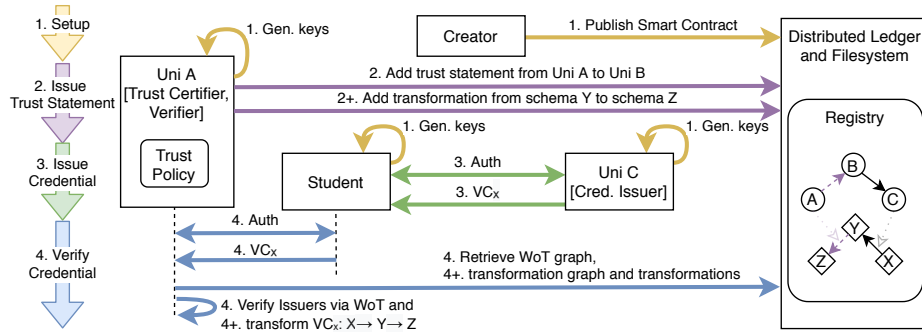 1. Setup
2. Issue
Trust Statement
3. Issue
Credential
4. Verify
Credential
1. Gen. keys
Uni A
[Trust Certifier,
Verifier]
Trust
Policy
Creator
1. Publish Smart Contract
2. Add trust statement from Uni A to Uni B
2+. Add transformation from schema Y to schema Z
1. Gen. keys
1. Gen. keys
Student
3. Auth
3. VCx
Uni C
[Cred. Issuer]
4. Auth
4. VCx
4. Retrieve WoT graph,
4+. transformation graph and transformations
4. Verify Issuers via WoT and
4+. transform VCx: X→ Y→ Z
Distributed Ledger
and Filesystem
Registry
B
A
C
Y
Z
X